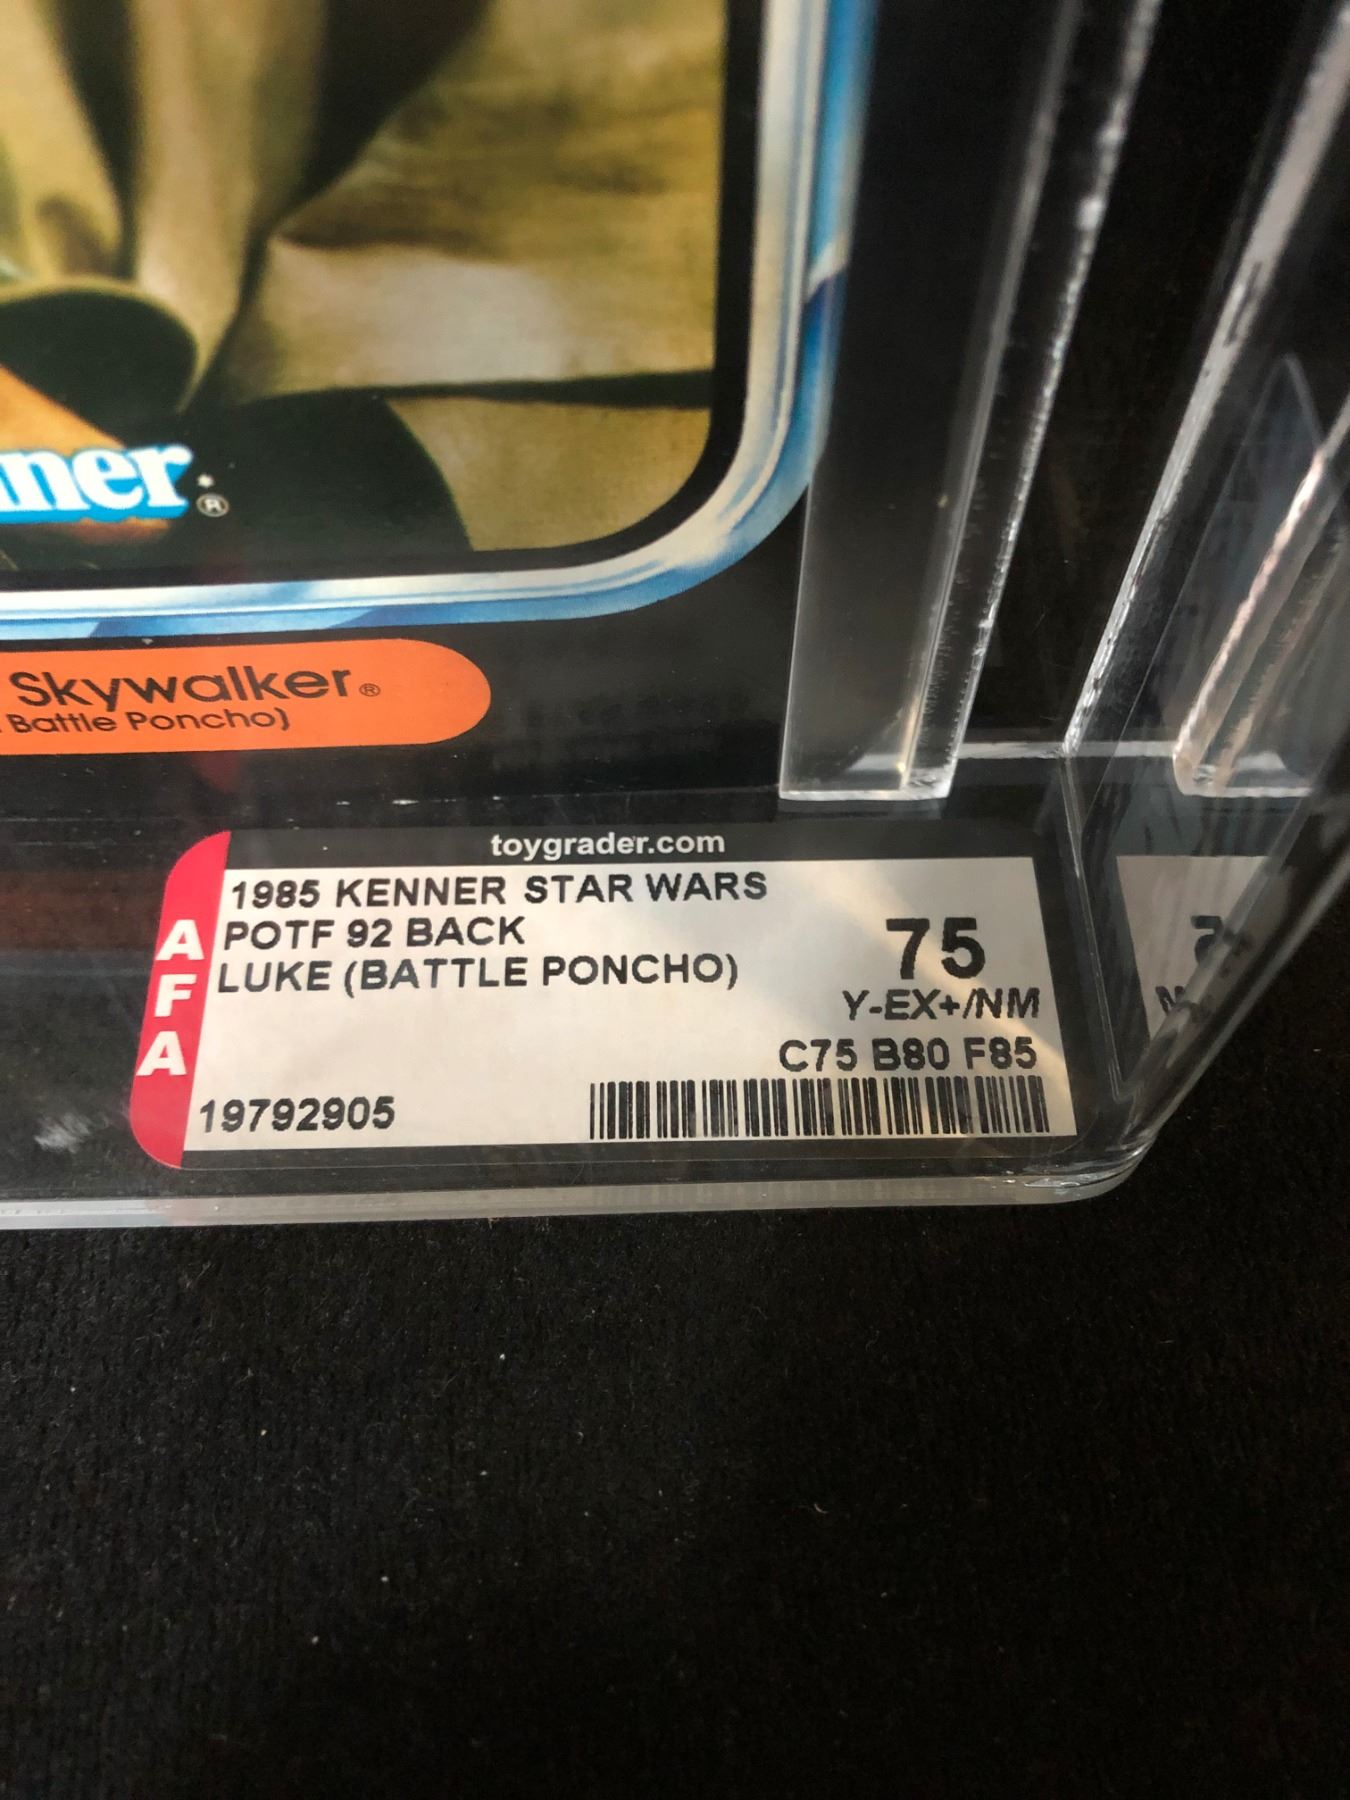 ner®
Skywalker®
Battle Poncho)
toygrader.com
AFA
1985 KENNER STAR WARS
POTF 92 BACK
LUKE (BATTLE PONCHO)
75
Y-EX+/NM
C75 B80 F85
19792905